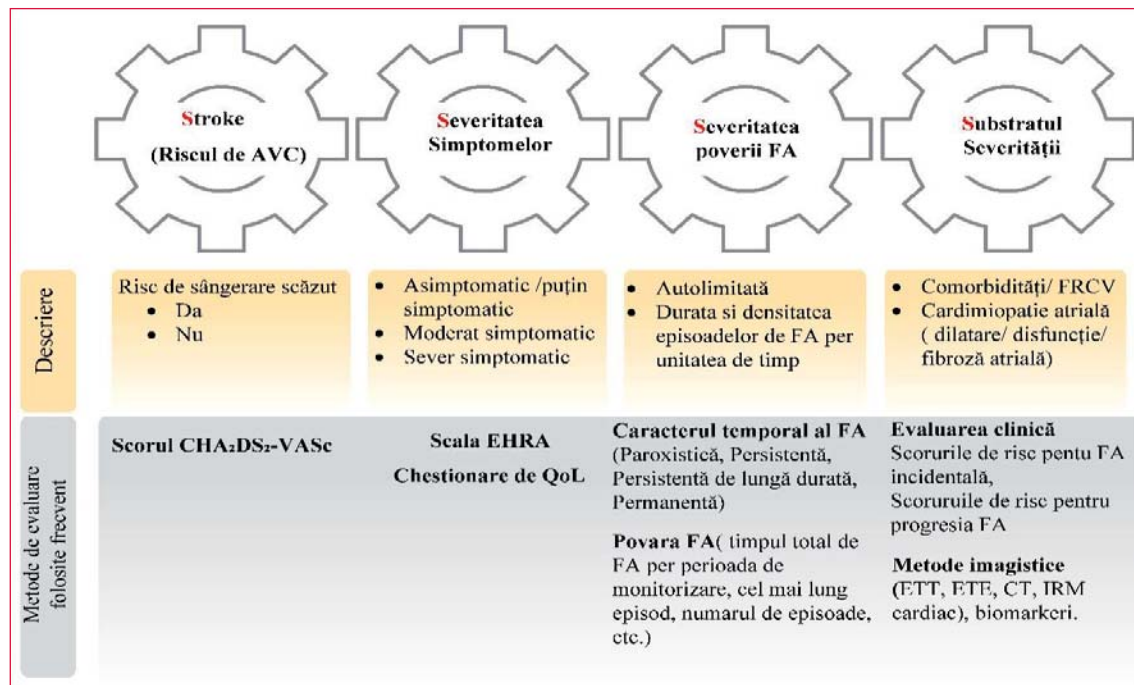 Stroke
(Riscul de AVC)
Severitatea
Simptomelor
Severitatea
poverii FA
Substratul
Severității
Descriere
Risc de sângerare scăzut
• Da
• Nu
• Asimptomatic /puțin
simptomatic
• Moderat simptomatic
• Sever simptomatic
• Autolimitată
• Durata si densitatea
episoadelor de FA per
unitatea de timp
• Comorbidități/ FRCV
• Cardimiopatie atrială
( dilatare/ disfuncție/
fibroză atrială)
Metode de evaluare
folosite frecvent
Scorul CHA₂DS₂-VASc
Scala EHRA
Chestionare de QoL
Caracterul temporal al FA
(Paroxistică, Persistentă,
Persistentă de lungă durată,
Permanentă)
Povara FA( timpul total de
FA per perioada de
monitorizare, cel mai lung
episod, numarul de episoade,
etc.)
Evaluarea clinică
Scorurile de risc pentu FA
incidentală,
Scoruruile de risc pentru
progresia FA
Metode imagistice
(ETT, ETE, CT, IRM
cardiac), biomarkeri.